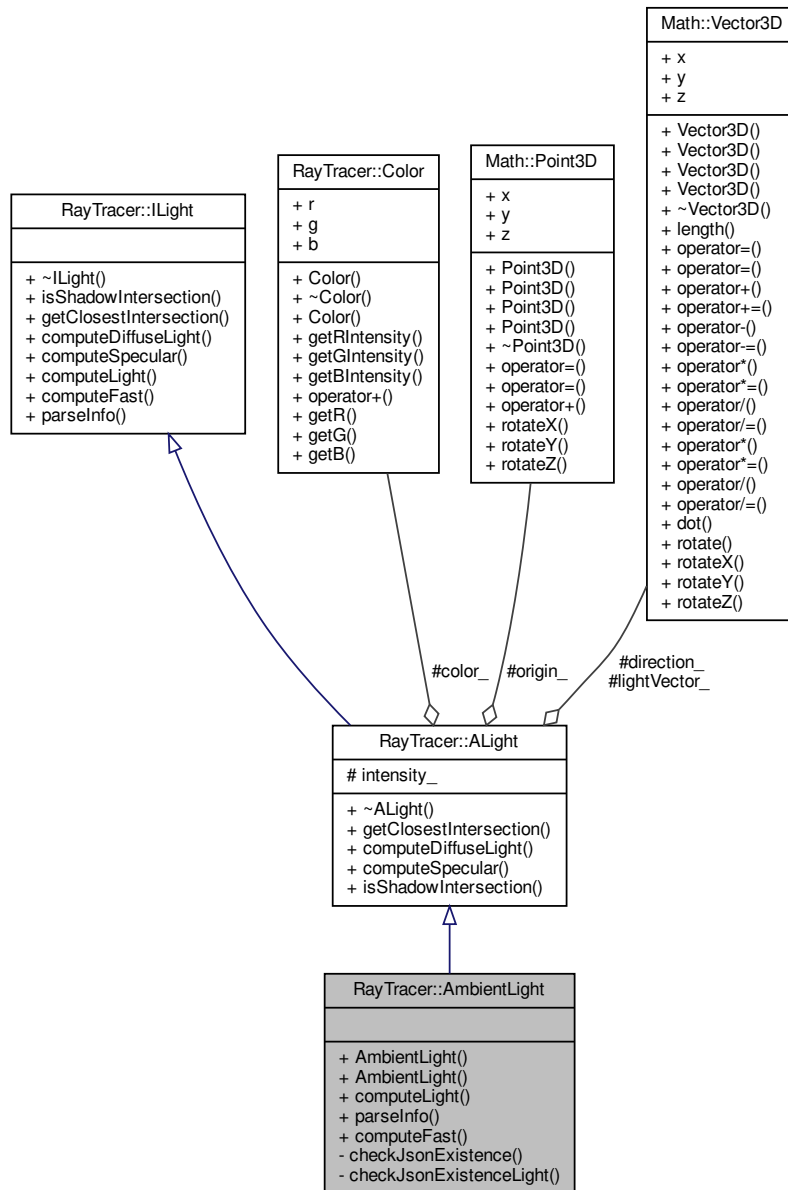 Math::Vector3D
+ x
+ y
+ z
+ Vector3D()
+ Vector3D()
+ Vector3D()
+ Vector3D()
+ ~Vector3D()
+ length()
+ operator=()
+ operator=()
+ operator+()
+ operator+=()
+ operator-()
+ operator-=()
+ operator*()
+ operator*=()
+ operator/()
+ operator/=()
+ operator*()
+ operator*=()
+ operator/()
+ operator/=()
+ dot()
+ rotate()
+ rotateX()
+ rotateY()
+ rotateZ()
Math::Point3D
+ x
+ y
+ z
+ Point3D()
+ Point3D()
+ Point3D()
+ Point3D()
+ ~Point3D()
+ operator=()
+ operator=()
+ operator+()
+ rotateX()
+ rotateY()
+ rotateZ()
RayTracer::Color
+ r
+ g
+ b
+ Color()
+ ~Color()
+ Color()
+ getRIntensity()
+ getGIntensity()
+ getBIntensity()
+ operator+()
+ getR()
+ getG()
+ getB()
RayTracer::ILight
+ ~ILight()
+ isShadowIntersection()
+ getClosestIntersection()
+ computeDiffuseLight()
+ computeSpecular()
+ computeLight()
+ computeFast()
+ parseInfo()
#color_
#origin_
#direction_
#lightVector_
RayTracer::ALight
# intensity_
+ ~ALight()
+ getClosestIntersection()
+ computeDiffuseLight()
+ computeSpecular()
+ isShadowIntersection()
RayTracer::AmbientLight
+ AmbientLight()
+ AmbientLight()
+ computeLight()
+ parseInfo()
+ computeFast()
- checkJsonExistence()
- checkJsonExistenceLight()